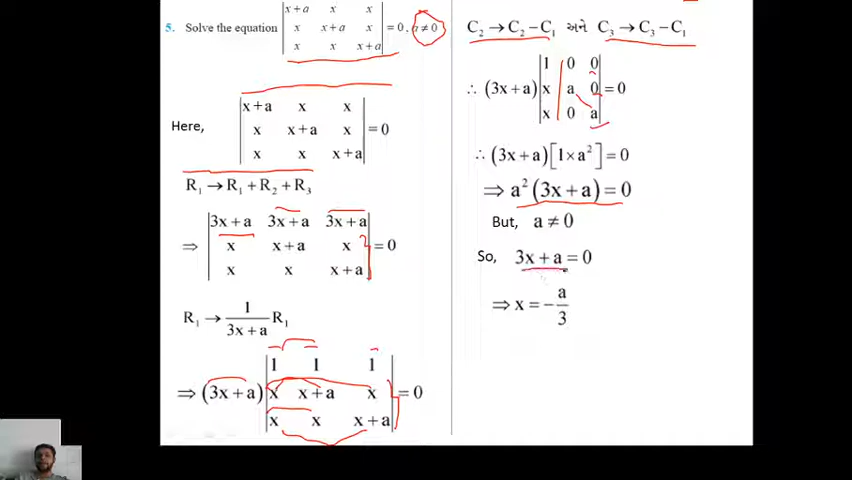 5. Solve the equation |x+a x x|
|x x+a x| = 0, a ≠ 0
|x x x+a|
Here,
|x+a x x|
|x x+a x| = 0
|x x x+a|
R₁ → R₁ + R₂ + R₃
|3x+a 3x+a 3x+a|
⇒ |x x+a x| = 0
|x x x+a|
R₁ → 1/(3x+a) R₁
|1 1 1|
⇒ (3x+a) |x x+a x| = 0
|x x x+a|
C₂ → C₂ – C₁ અને C₃ → C₃ – C₁
|1 0 0|
∴ (3x+a) |x a 0| = 0
|x 0 a|
∴ (3x+a)[1×a²] = 0
⇒ a²(3x+a) = 0
But, a ≠ 0
So, 3x+a = 0
⇒ x = –a/3